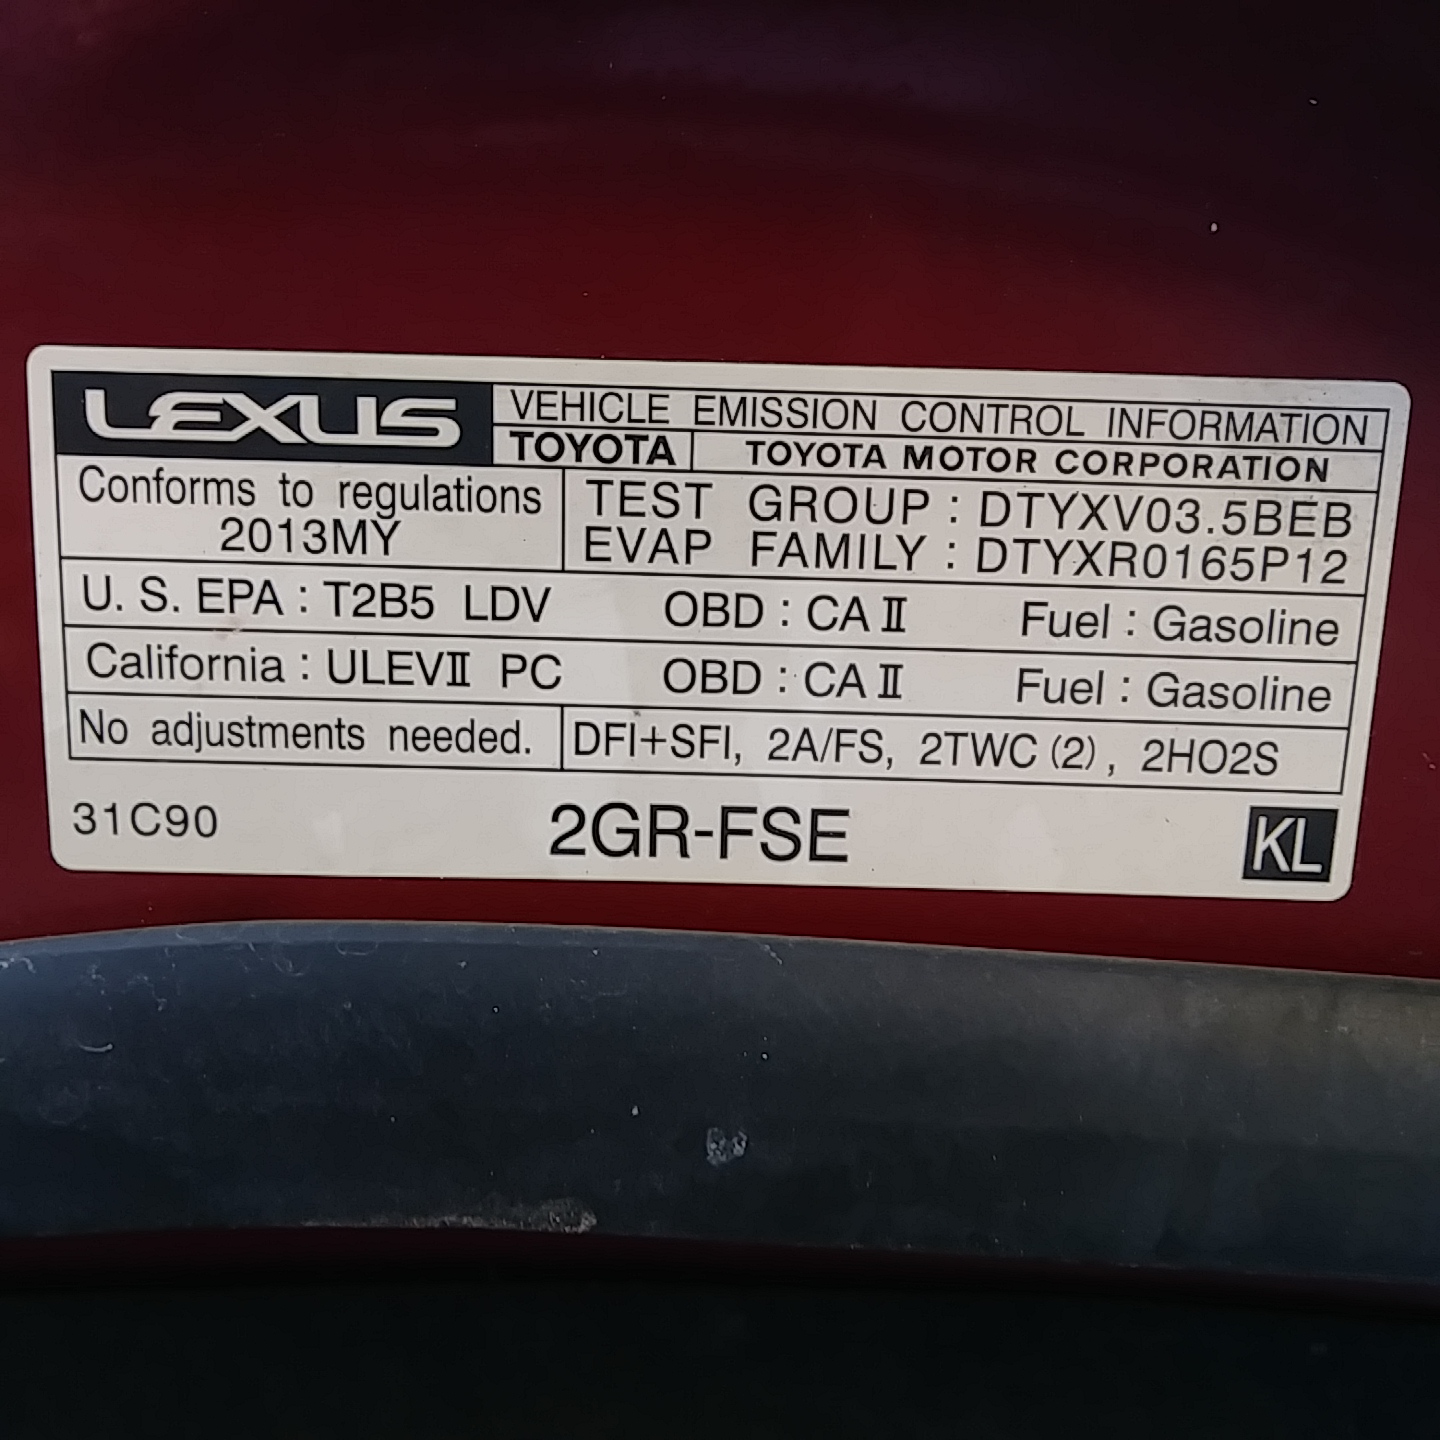 LEXUS VEHICLE EMISSION CONTROL INFORMATION
TOYOTA TOYOTA MOTOR CORPORATION
Conforms to regulations
2013MY
TEST GROUP : DTYXV03.5BEB
EVAP FAMILY : DTYXR0165P12
U. S. EPA : T2B5 LDV OBD : CA II Fuel : Gasoline
California : ULEVII PC OBD : CA II Fuel : Gasoline
No adjustments needed. DFI+SFI, 2A/FS, 2TWC (2), 2HO2S
31C90 2GR-FSE KL